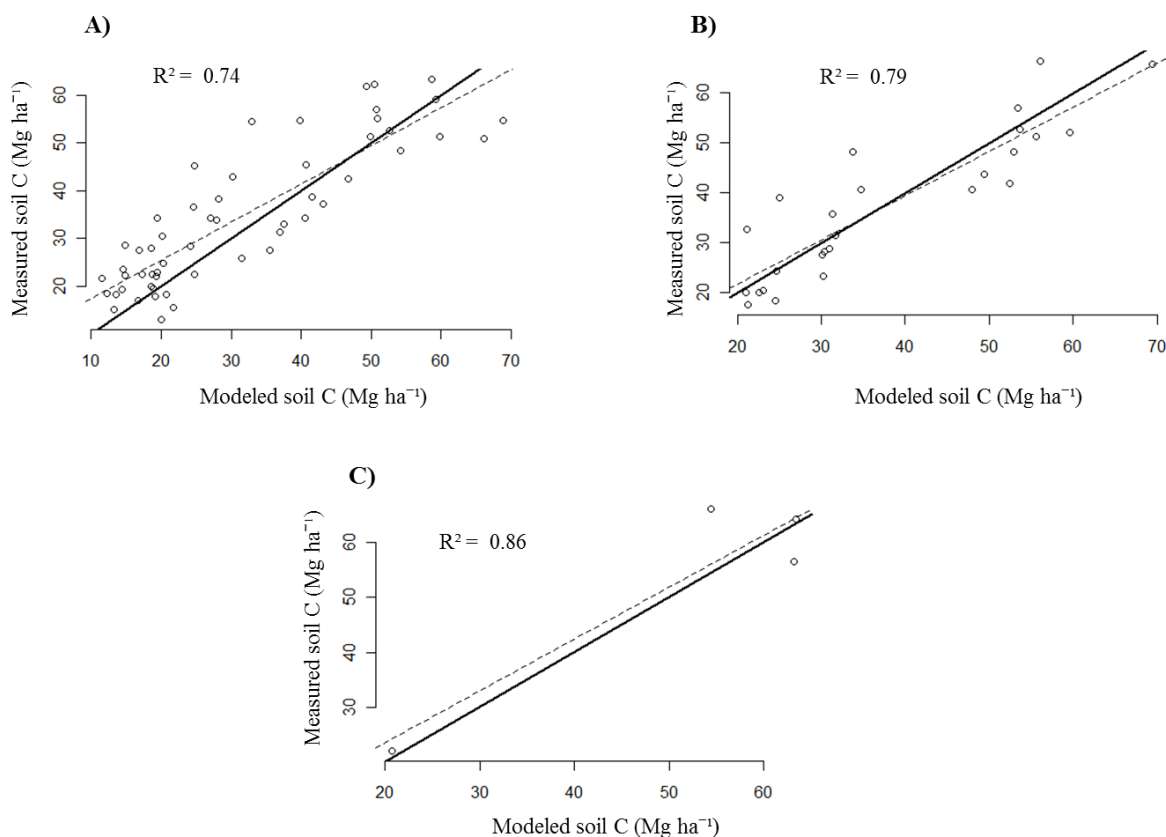 A)
R² = 0.74
Measured soil C (Mg ha⁻¹)
60
50
40
30
20
10 20 30 40 50 60 70
Modeled soil C (Mg ha⁻¹)
B)
R² = 0.79
Measured soil C (Mg ha⁻¹)
60
50
40
30
20
20 30 40 50 60 70
Modeled soil C (Mg ha⁻¹)
C)
R² = 0.86
Measured soil C (Mg ha⁻¹)
60
50
40
30
20 30 40 50 60
Modeled soil C (Mg ha⁻¹)